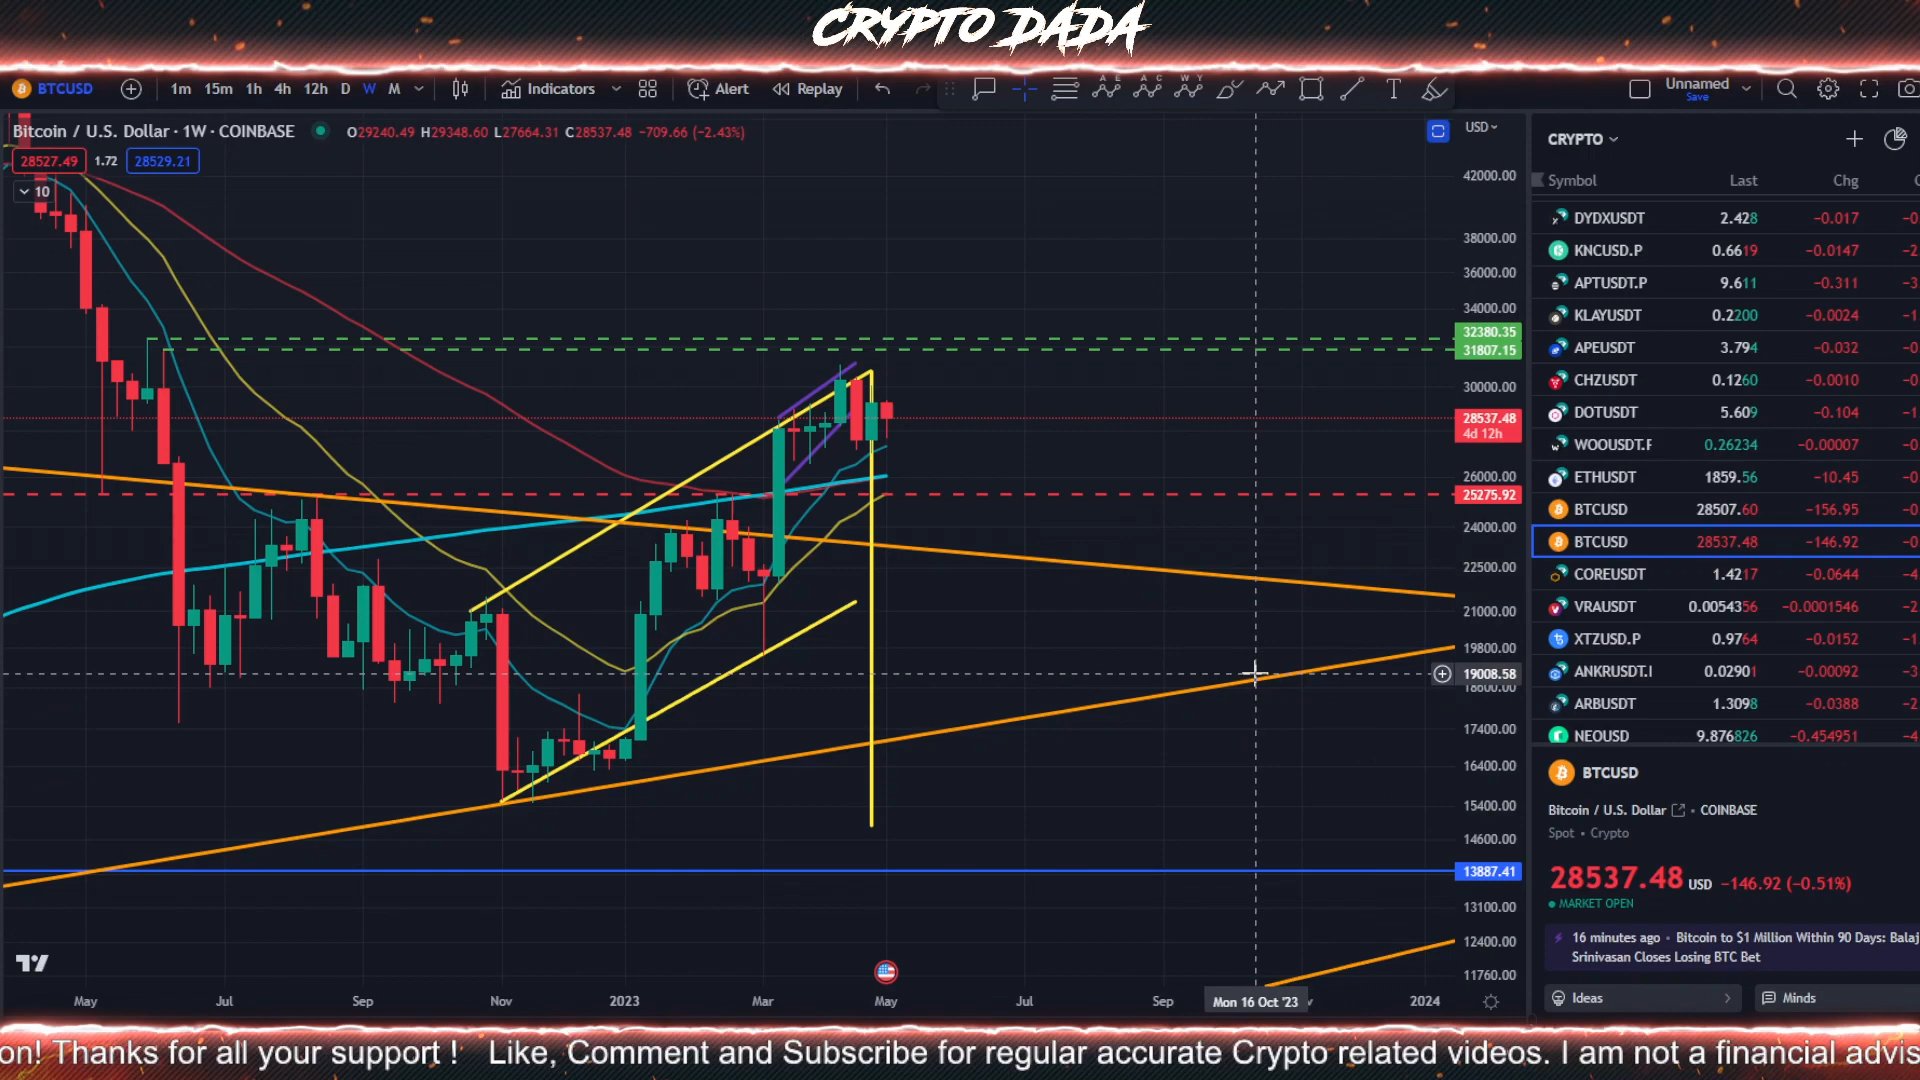 CRYPTO DADA
BTCUSD 1m 15m 1h 4h 12h D W M Indicators Alert Replay T Unnamed
Save
Bitcoin / U.S. Dollar · 1W · COINBASE O29240.49 H29348.60 L27664.31 C28537.48 −709.66 (−2.43%)
28527.49 1.72 28529.21
10
USD
42000.00
38000.00
36000.00
34000.00
32380.35
31807.15
30000.00
28537.48
4d 12h
26000.00
25275.92
24000.00
22500.00
21000.00
19800.00
19008.58
18600.00
17400.00
16400.00
15400.00
14600.00
13887.41
13100.00
12400.00
11760.00
May Jul Sep Nov 2023 Mar May Jul Sep Mon 16 Oct '23 2024
CRYPTO
Symbol Last Chg
DYDXUSDT 2.428 −0.017
KNCUSD.P 0.6619 −0.0147
APTUSDT.P 9.611 −0.311
KLAYUSDT 0.2200 −0.0024
APEUSDT 3.794 −0.032
CHZUSDT 0.1260 −0.0010
DOTUSDT 5.609 −0.104
WOOUSDT.F 0.26234 −0.00007
ETHUSDT 1859.56 −10.45
BTCUSD 28507.60 −156.95
BTCUSD 28537.48 −146.92
COREUSDT 1.4217 −0.0644
VRAUSDT 0.0054356 −0.0001546
XTZUSD.P 0.9764 −0.0152
ANKRUSDT.I 0.02901 −0.00092
ARBUSDT 1.3098 −0.0388
NEOUSD 9.876826 −0.454951
BTCUSD
Bitcoin / U.S. Dollar • COINBASE
Spot • Crypto
28537.48 USD −146.92 (−0.51%)
MARKET OPEN
16 minutes ago • Bitcoin to $1 Million Within 90 Days: Balaj
Srinivasan Closes Losing BTC Bet
Ideas Minds
on! Thanks for all your support ! Like, Comment and Subscribe for regular accurate Crypto related videos. I am not a financial advis